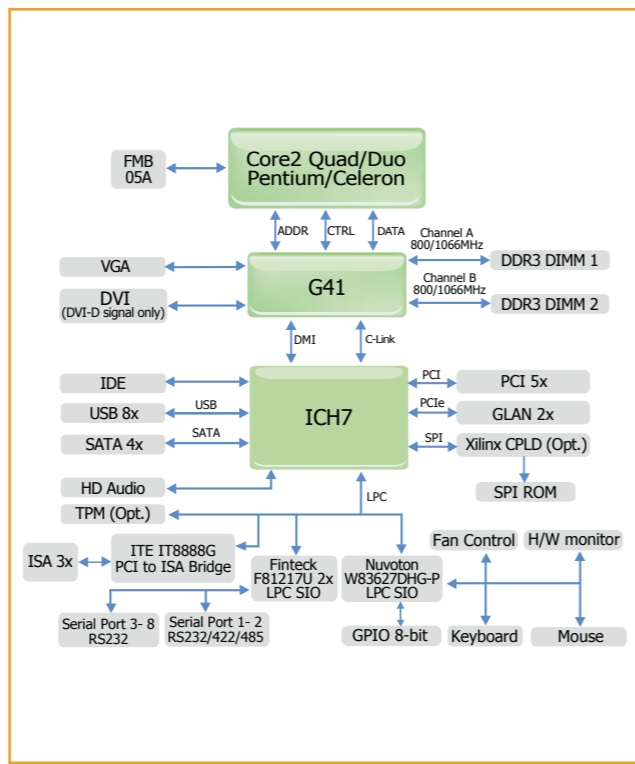 Core2 Quad/Duo
Pentium/Celeron
FMB
05A
ADDR
CTRL
DATA
Channel A
800/1066MHz
DDR3 DIMM 1
VGA
G41
Channel B
800/1066MHz
DDR3 DIMM 2
DVI
(DVI-D signal only)
DMI
C-Link
IDE
PCI
PCI 5x
USB 8x
USB
ICH7
PCIe
GLAN 2x
SATA 4x
SATA
SPI
Xilinx CPLD (Opt.)
HD Audio
SPI ROM
LPC
TPM (Opt.)
ISA 3x
ITE IT8888G
PCI to ISA Bridge
Finteck
F81217U 2x
LPC SIO
Nuvoton
W83627DHG-P
LPC SIO
Fan Control
H/W monitor
Serial Port 3- 8
RS232
Serial Port 1- 2
RS232/422/485
GPIO 8-bit
Keyboard
Mouse